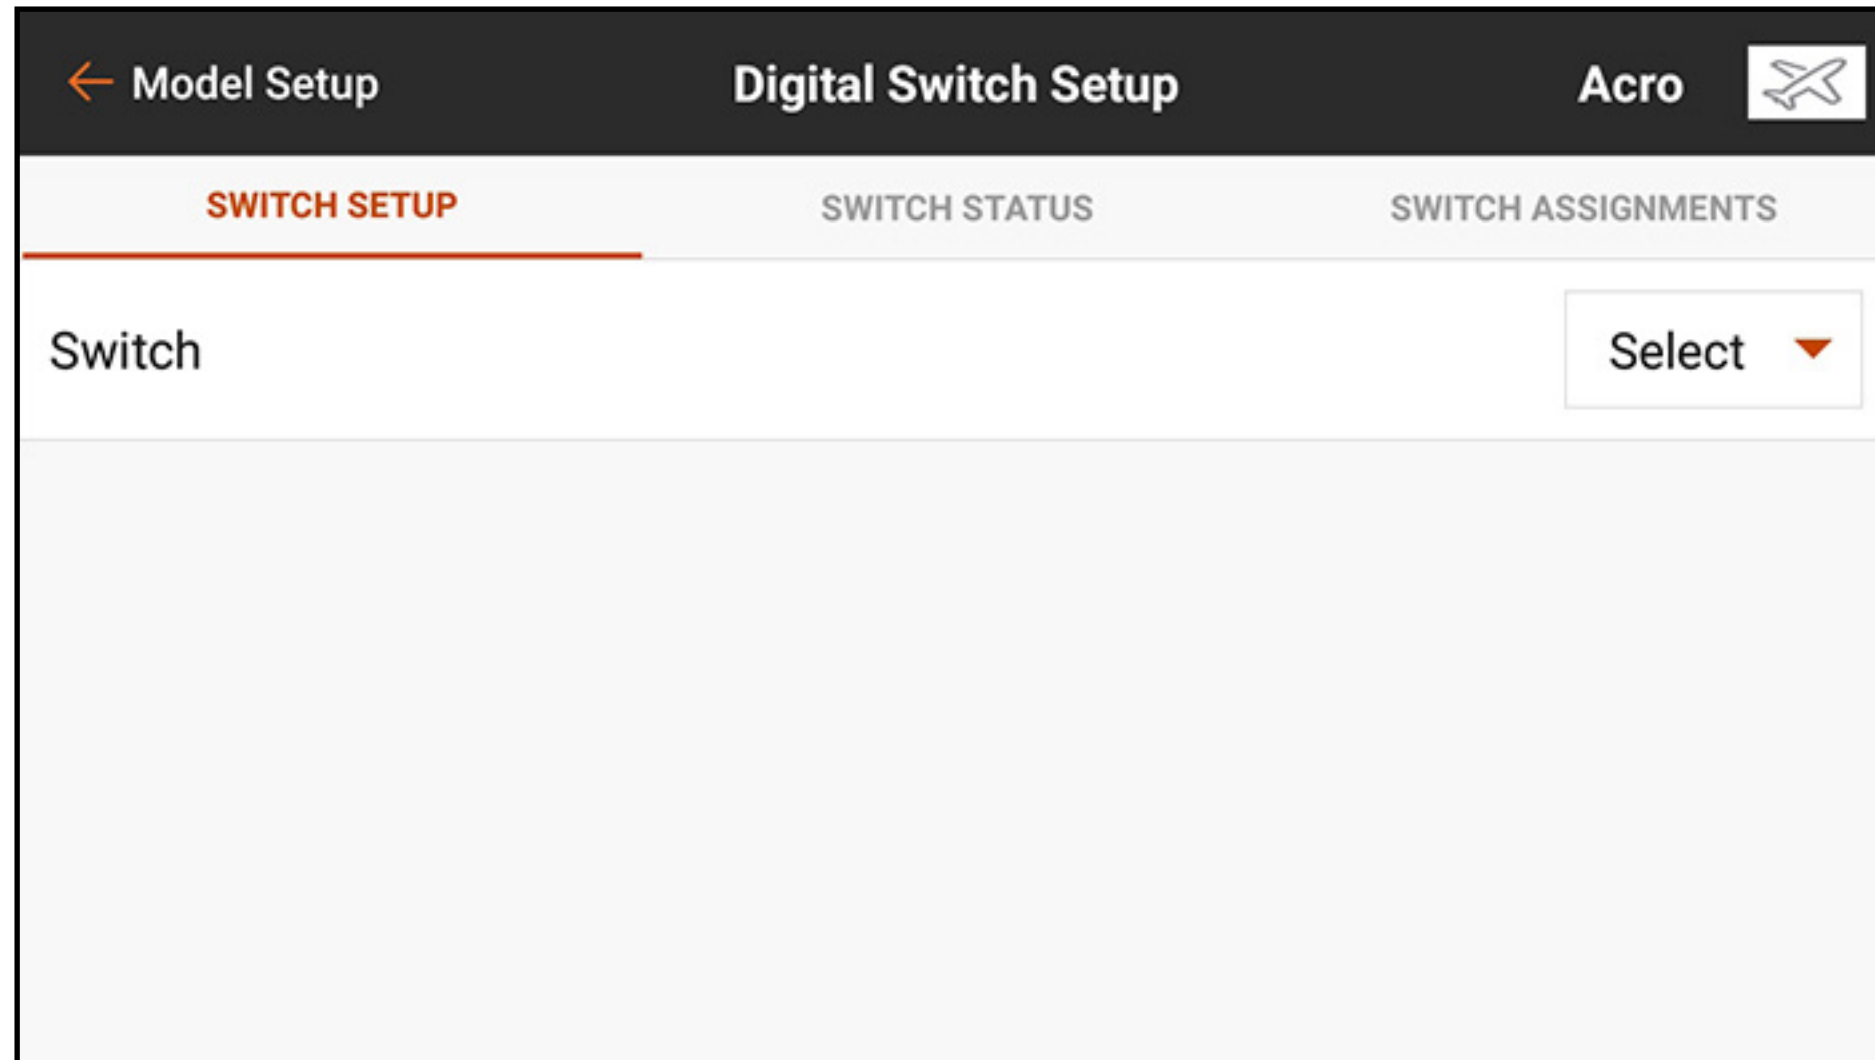 Model Setup Digital Switch Setup Acro
SWITCH SETUP SWITCH STATUS SWITCH ASSIGNMENTS
Switch Select